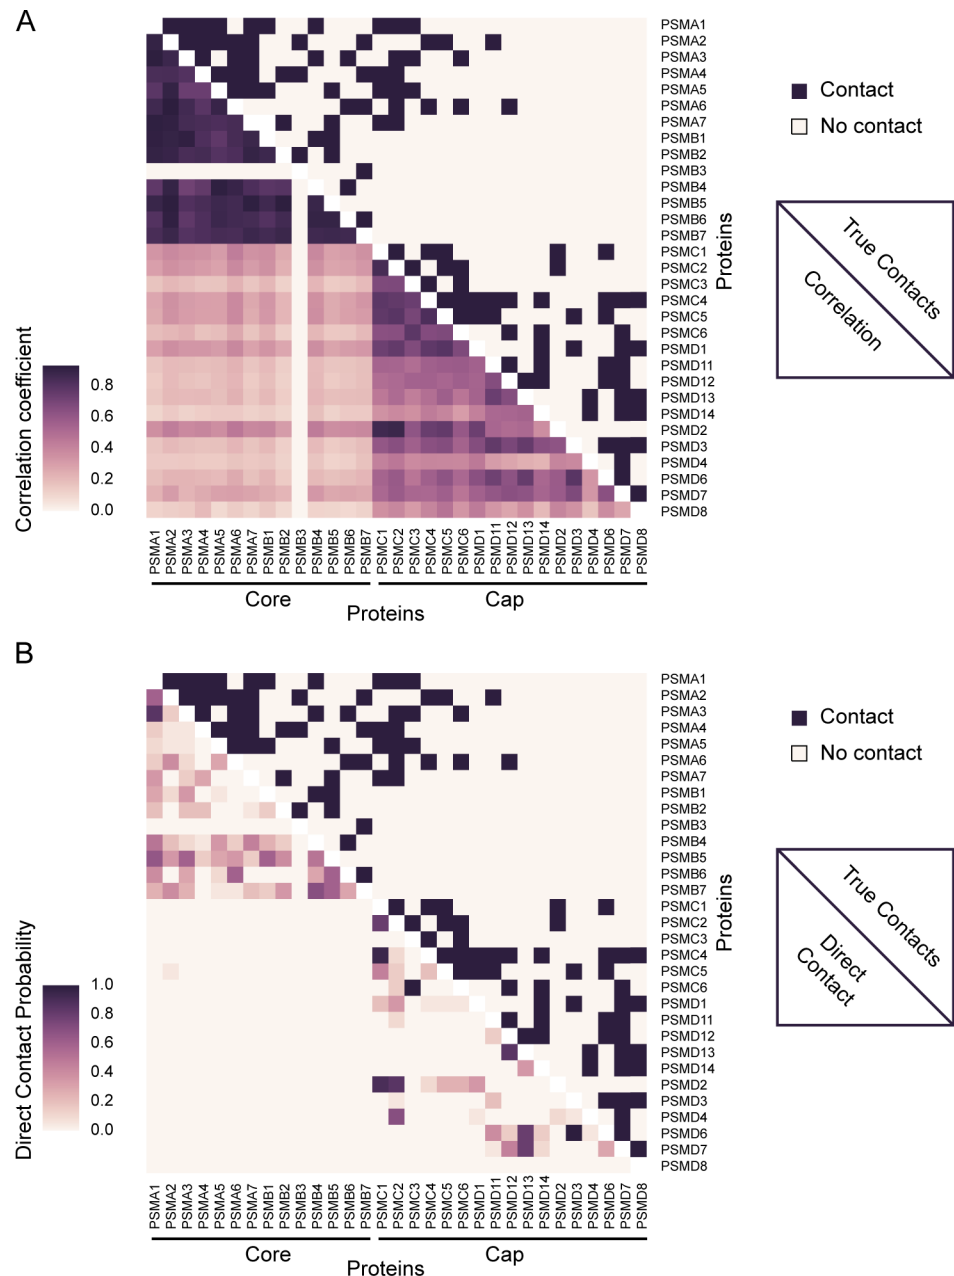 A
PSMA1
PSMA2
PSMA3
PSMA4
PSMA5
PSMA6
PSMA7
PSMB1
PSMB2
PSMB3
PSMB4
PSMB5
PSMB6
PSMB7
PSMC1
PSMC2
PSMC3
PSMC4
PSMC5
PSMC6
PSMD1
PSMD11
PSMD12
PSMD13
PSMD14
PSMD2
PSMD3
PSMD4
PSMD6
PSMD7
PSMD8
Proteins
Contact
No contact
True Contacts
Correlation
Correlation coefficient
0.8
0.6
0.4
0.2
0.0
PSMA1
PSMA2
PSMA3
PSMA4
PSMA5
PSMA6
PSMA7
PSMB1
PSMB2
PSMB3
PSMB4
PSMB5
PSMB6
PSMB7
PSMC1
PSMC2
PSMC3
PSMC4
PSMC5
PSMC6
PSMD1
PSMD11
PSMD12
PSMD13
PSMD14
PSMD2
PSMD3
PSMD4
PSMD6
PSMD7
PSMD8
Core
Cap
Proteins
B
PSMA1
PSMA2
PSMA3
PSMA4
PSMA5
PSMA6
PSMA7
PSMB1
PSMB2
PSMB3
PSMB4
PSMB5
PSMB6
PSMB7
PSMC1
PSMC2
PSMC3
PSMC4
PSMC5
PSMC6
PSMD1
PSMD11
PSMD12
PSMD13
PSMD14
PSMD2
PSMD3
PSMD4
PSMD6
PSMD7
PSMD8
Proteins
Contact
No contact
True Contacts
Direct
Contact
Direct Contact Probability
1.0
0.8
0.6
0.4
0.2
0.0
PSMA1
PSMA2
PSMA3
PSMA4
PSMA5
PSMA6
PSMA7
PSMB1
PSMB2
PSMB3
PSMB4
PSMB5
PSMB6
PSMB7
PSMC1
PSMC2
PSMC3
PSMC4
PSMC5
PSMC6
PSMD1
PSMD11
PSMD12
PSMD13
PSMD14
PSMD2
PSMD3
PSMD4
PSMD6
PSMD7
PSMD8
Core
Cap
Proteins